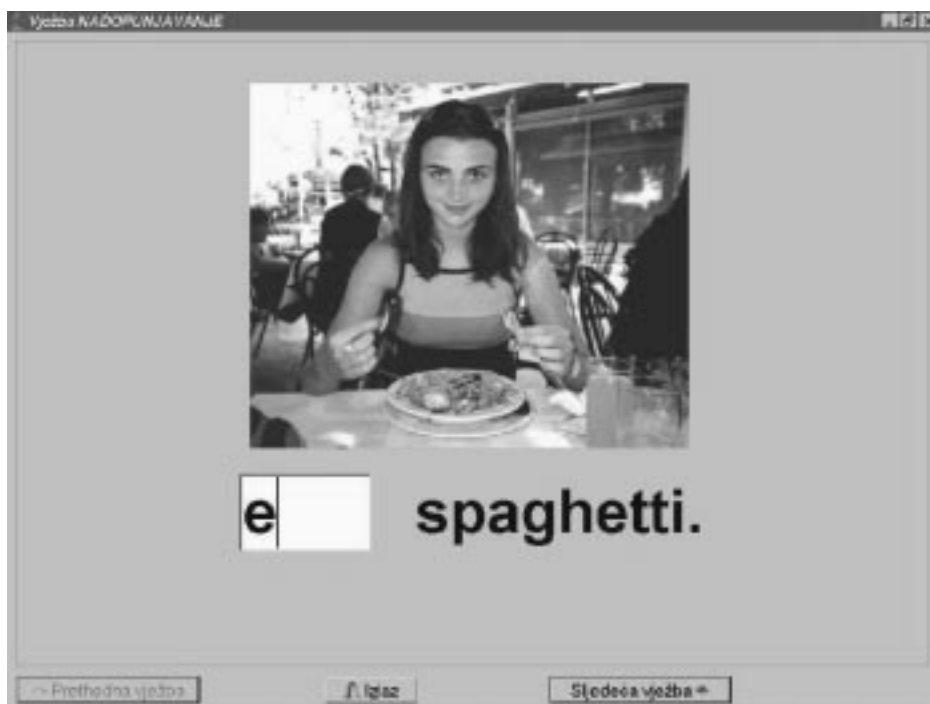 Vježba NADOPUNJAVANJE
e spaghetti.
Prethodna vježba
Izlaz
Sljedeća vježba